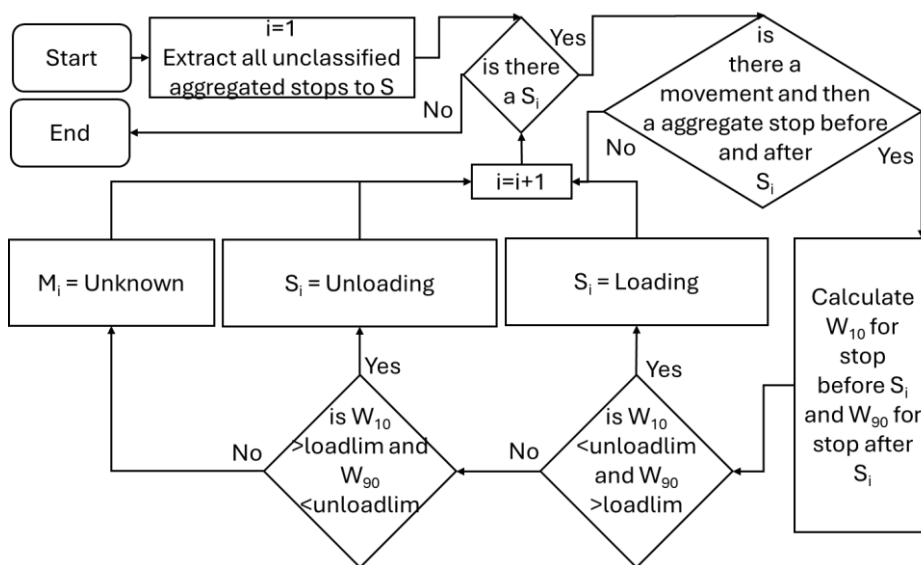 Start
i=1
Extract all unclassified
aggregated stops to S
is there
a Sᵢ
Yes
No
is
there a
movement and then
a aggregate stop before
and after
Sᵢ
No
Yes
End
i=i+1
Mᵢ = Unknown
Sᵢ = Unloading
Sᵢ = Loading
Calculate
W₁₀ for
stop
before Sᵢ
and W₉₀ for
stop after
Sᵢ
Yes
Yes
is W₁₀
>loadlim and
W₉₀
<unloadlim
No
is W₁₀
<unloadlim
and W₉₀
>loadlim
No